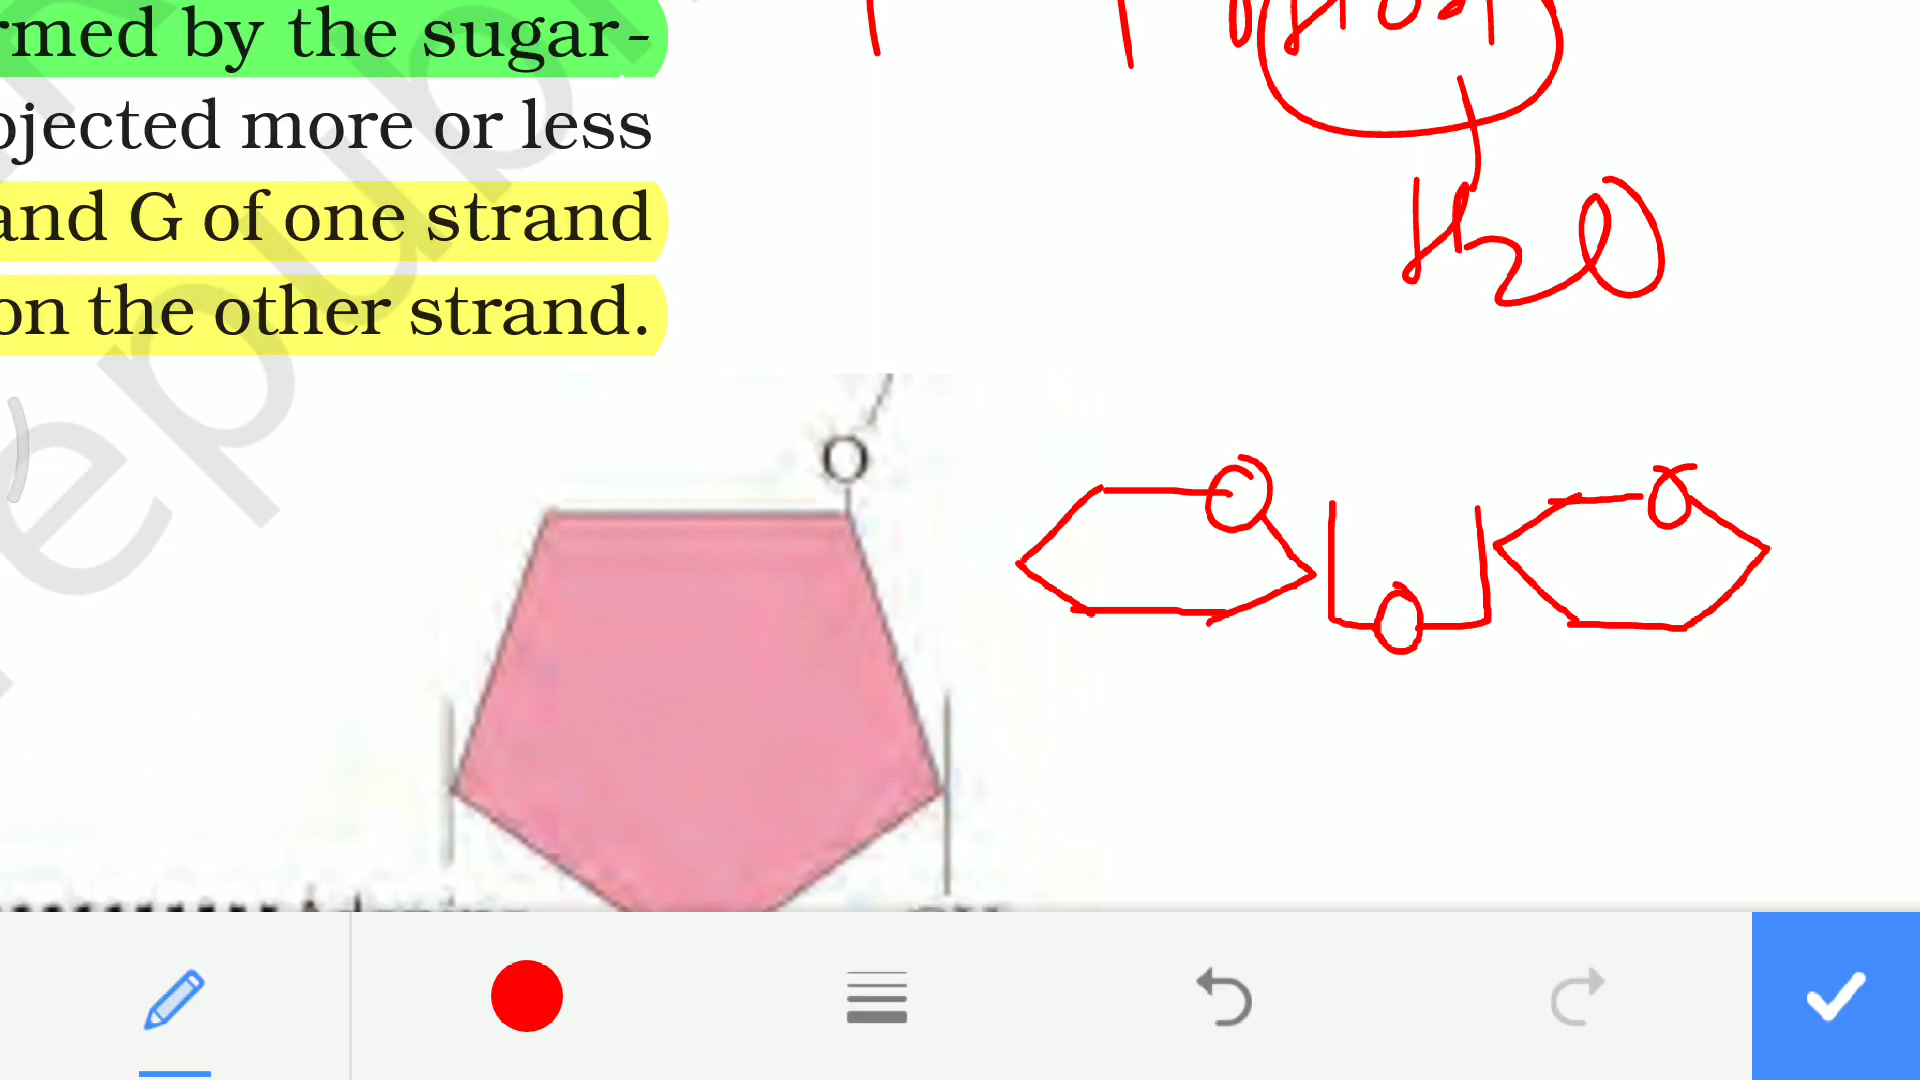 rmed by the sugar-
ojected more or less
and G of one strand
on the other strand.
H2O
O
O
O
O